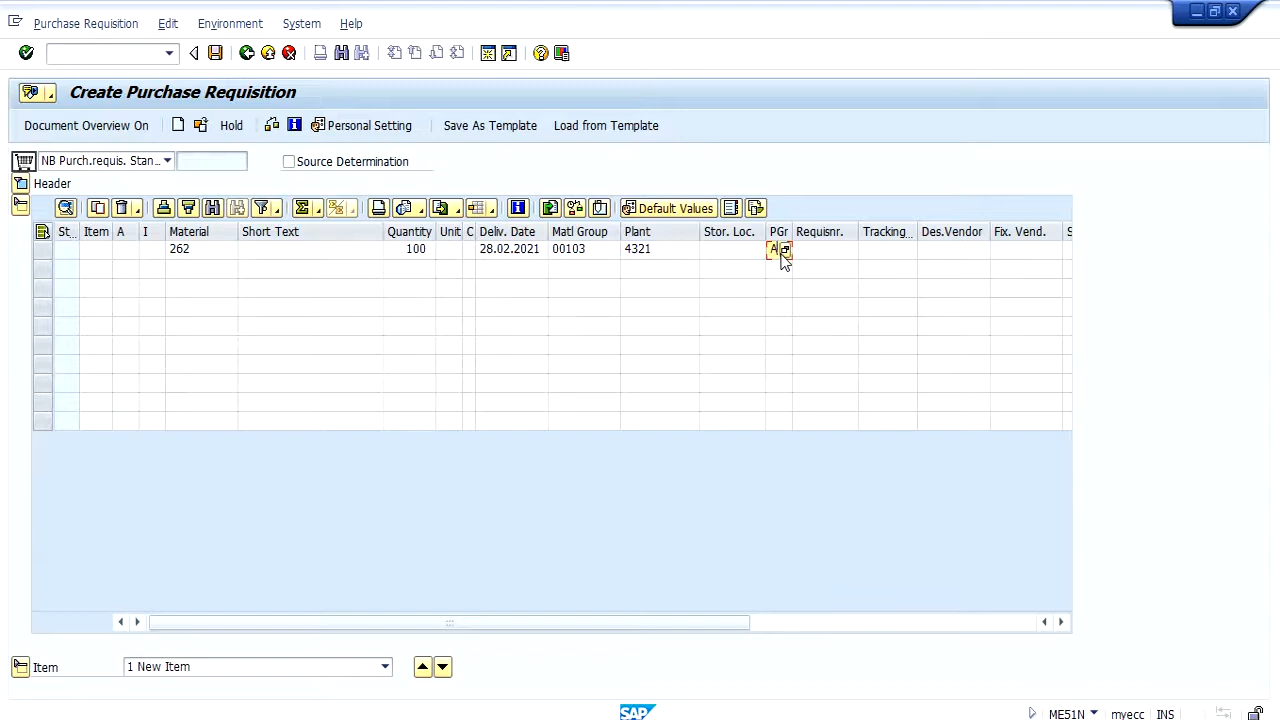 Purchase Requisition Edit Environment System Help
Create Purchase Requisition
Document Overview On Hold Personal Setting Save As Template Load from Template
NB Purch.requis. Stan... Source Determination
Header
Default Values
St... Item A I Material Short Text Quantity Unit C Deliv. Date Matl Group Plant Stor. Loc. PGr Requisnr. Tracking... Des.Vendor Fix. Vend. S
262 100 28.02.2021 00103 4321 A
Item 1 New Item
SAP ME51N myecc INS